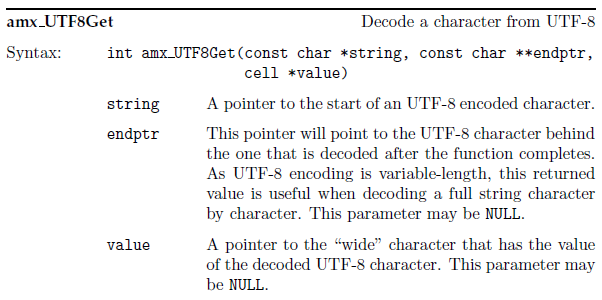 amx_UTF8Get Decode a character from UTF-8
Syntax: int amx_UTF8Get(const char *string, const char **endptr,
cell *value)
string A pointer to the start of an UTF-8 encoded character.
endptr This pointer will point to the UTF-8 character behind
the one that is decoded after the function completes.
As UTF-8 encoding is variable-length, this returned
value is useful when decoding a full string character
by character. This parameter may be NULL.
value A pointer to the “wide” character that has the value
of the decoded UTF-8 character. This parameter may
be NULL.